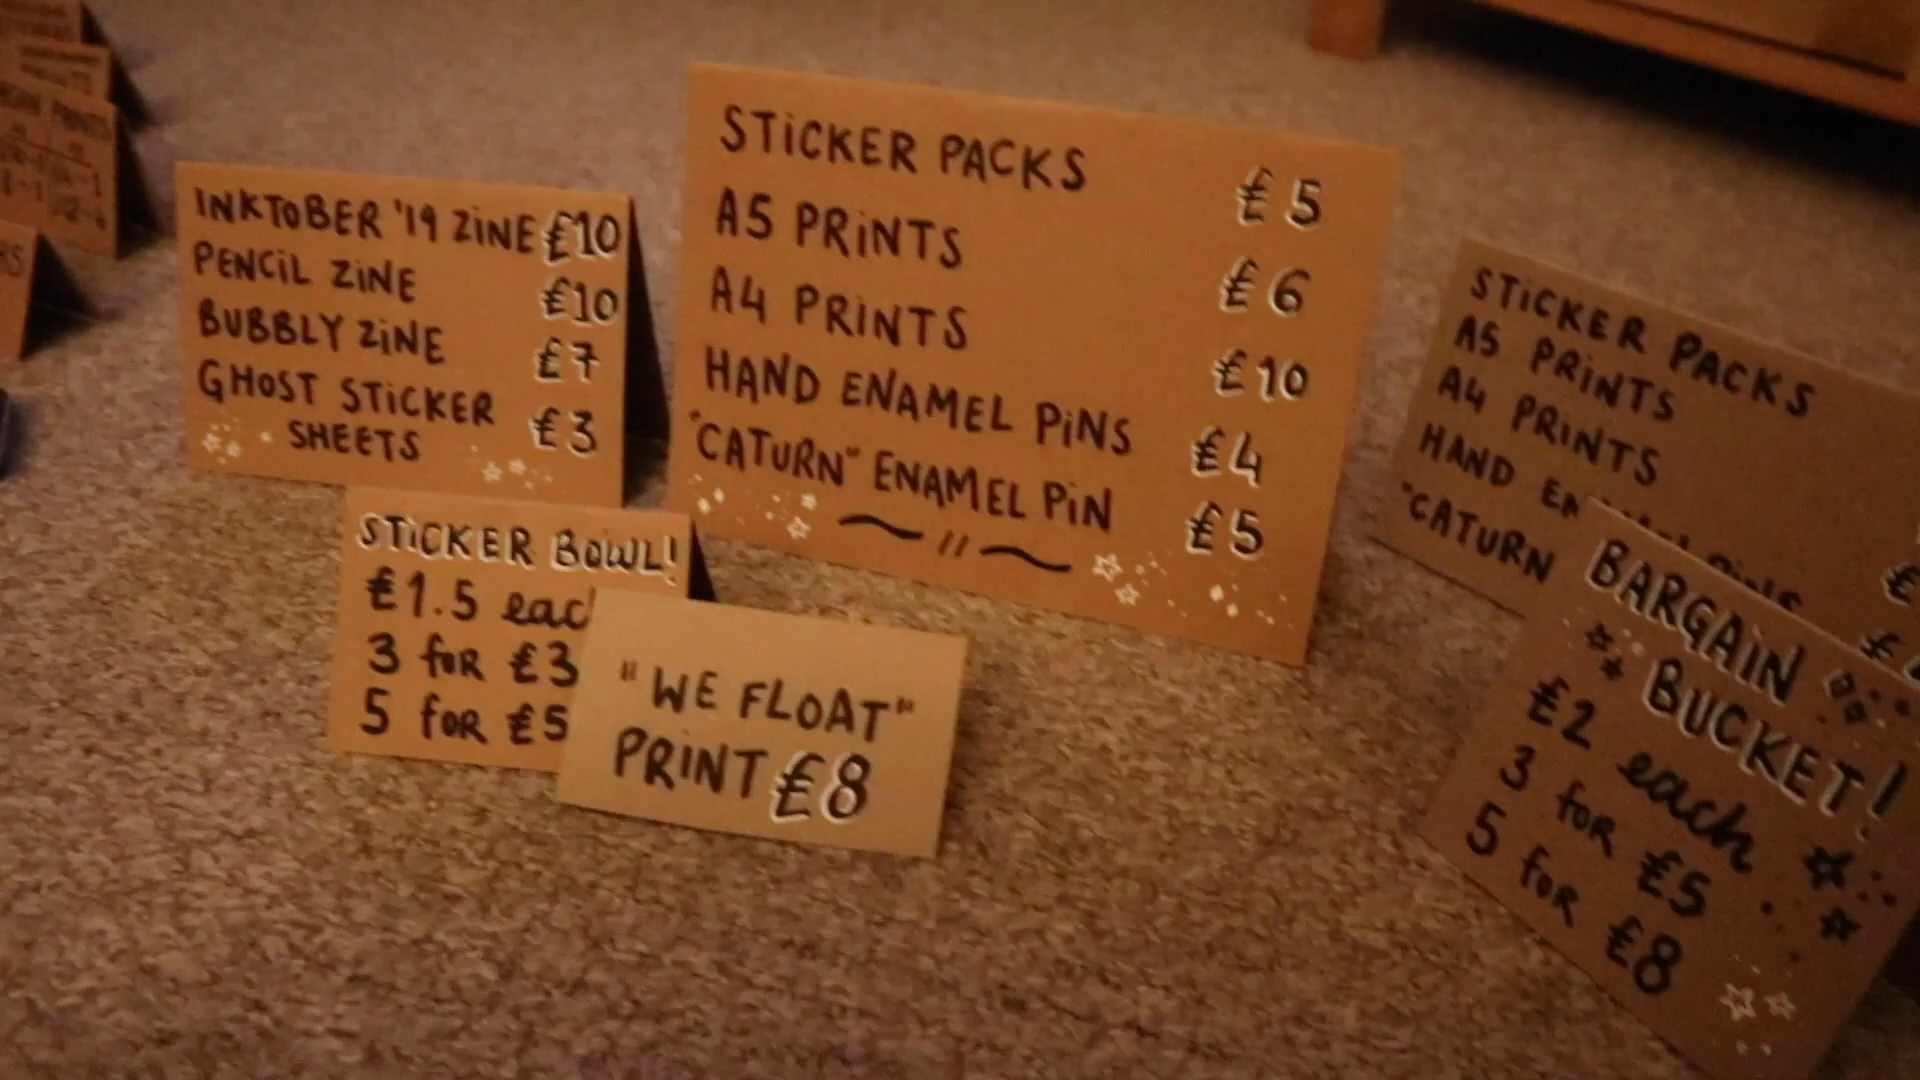 INKTOBER '19 ZINE £10
PENCIL ZINE £10
BUBBLY ZINE £7
GHOST STICKER
SHEETS £3
STICKER BOWL!
£1.5 eac
3 FOR £3
5 FOR £5
"WE FLOAT"
PRINT £8
STICKER PACKS £5
A5 PRINTS £6
A4 PRINTS £10
HAND ENAMEL PINS £4
"CATURN" ENAMEL PIN £5
STICKER PACKS
A5 PRINTS
A4 PRINTS
HAND
"CATURN
BARGAIN
BUCKET!
£2 each
3 FOR £5
5 FOR £8